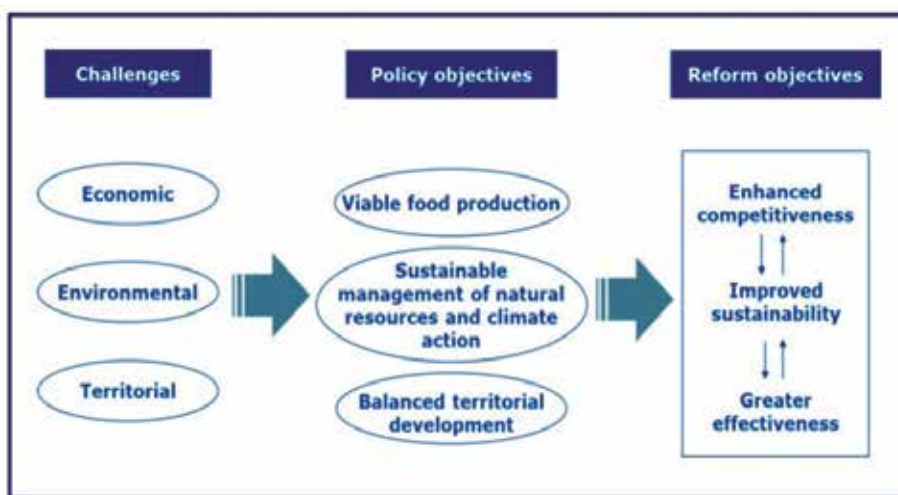 Challenges
Policy objectives
Reform objectives
Economic
Environmental
Territorial
Viable food production
Sustainable
management of natural
resources and climate
action
Balanced territorial
development
Enhanced
competitiveness
Improved
sustainability
Greater
effectiveness